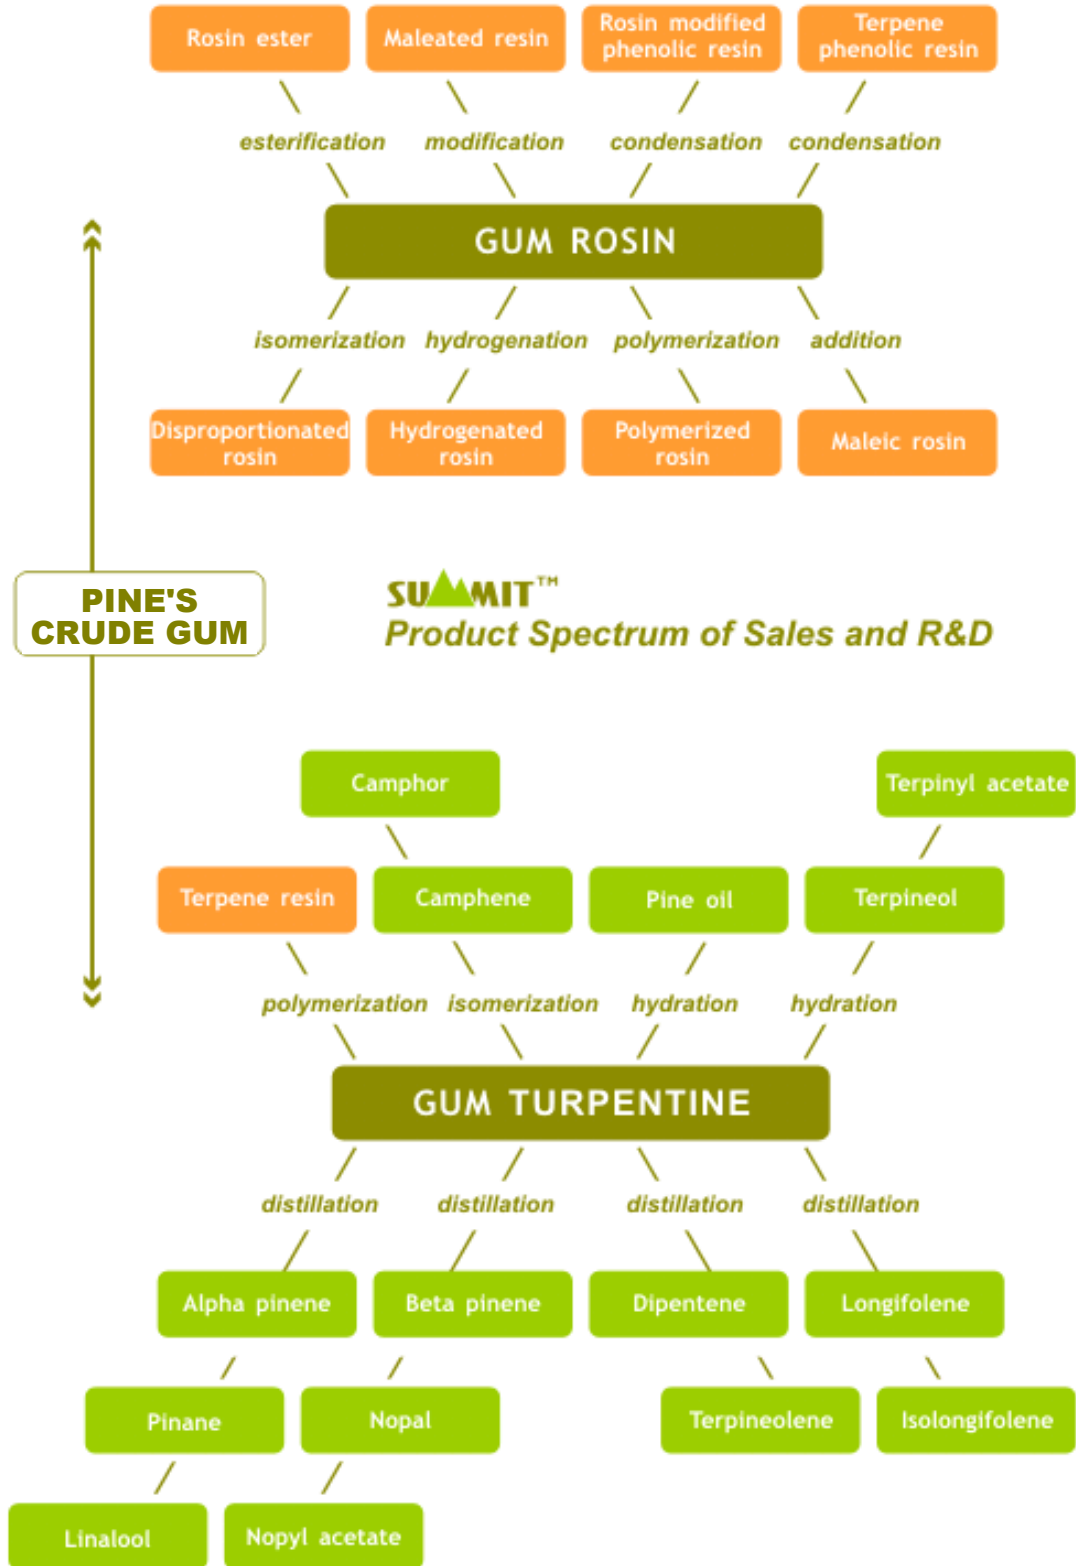 Rosin ester
Maleated resin
Rosin modified
phenolic resin
Terpene
phenolic resin
esterification
modification
condensation
condensation
GUM ROSIN
isomerization
hydrogenation
polymerization
addition
Disproportionated
rosin
Hydrogenated
rosin
Polymerized
rosin
Maleic rosin
PINE'S
CRUDE GUM
SUMMIT™
Product Spectrum of Sales and R&D
Camphor
Terpinyl acetate
Terpene resin
Camphene
Pine oil
Terpineol
polymerization
isomerization
hydration
hydration
GUM TURPENTINE
distillation
distillation
distillation
distillation
Alpha pinene
Beta pinene
Dipentene
Longifolene
Pinane
Nopal
Terpineolene
Isolongifolene
Linalool
Nopyl acetate